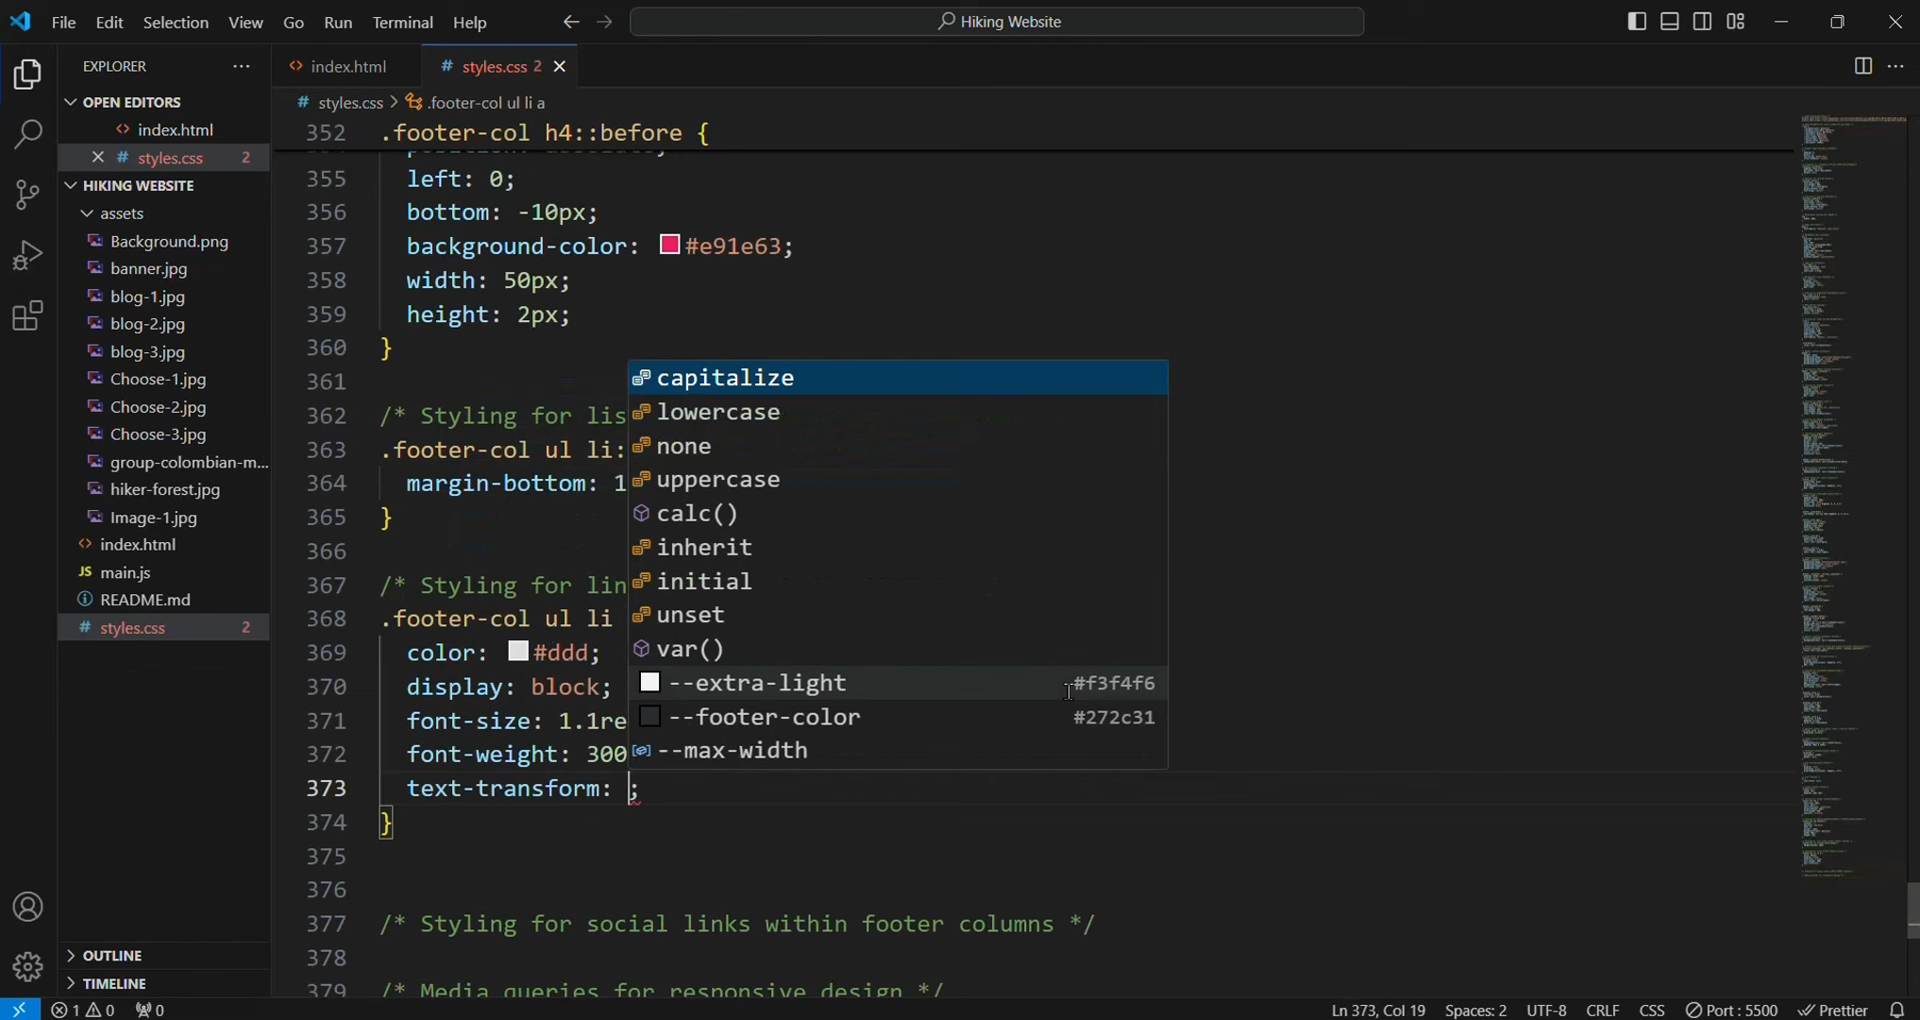 File Edit Selection View Go Run Terminal Help Hiking Website
EXPLORER
OPEN EDITORS
index.html
styles.css 2
HIKING WEBSITE
assets
Background.png
banner.jpg
blog-1.jpg
blog-2.jpg
blog-3.jpg
Choose-1.jpg
Choose-2.jpg
Choose-3.jpg
group-colombian-m...
hiker-forest.jpg
Image-1.jpg
index.html
JS main.js
README.md
styles.css 2
OUTLINE
TIMELINE
index.html # styles.css 2
# styles.css > .footer-col ul li a
352 .footer-col h4::before {
355 left: 0;
356 bottom: -10px;
357 background-color: #e91e63;
358 width: 50px;
359 height: 2px;
360 }
361
362 /* Styling for lis
363 .footer-col ul li:
364 margin-bottom: 1
365 }
366
367 /* Styling for lin
368 .footer-col ul li
369 color: #ddd;
370 display: block;
371 font-size: 1.1re
372 font-weight: 300
373 text-transform: ;
374 }
375
376
377 /* Styling for social links within footer columns */
378
379 /* Media queries for responsive design */
capitalize
lowercase
none
uppercase
calc()
inherit
initial
unset
var()
--extra-light #f3f4f6
--footer-color #272c31
--max-width
1 0 0 Ln 373, Col 19 Spaces: 2 UTF-8 CRLF CSS Port : 5500 Prettier